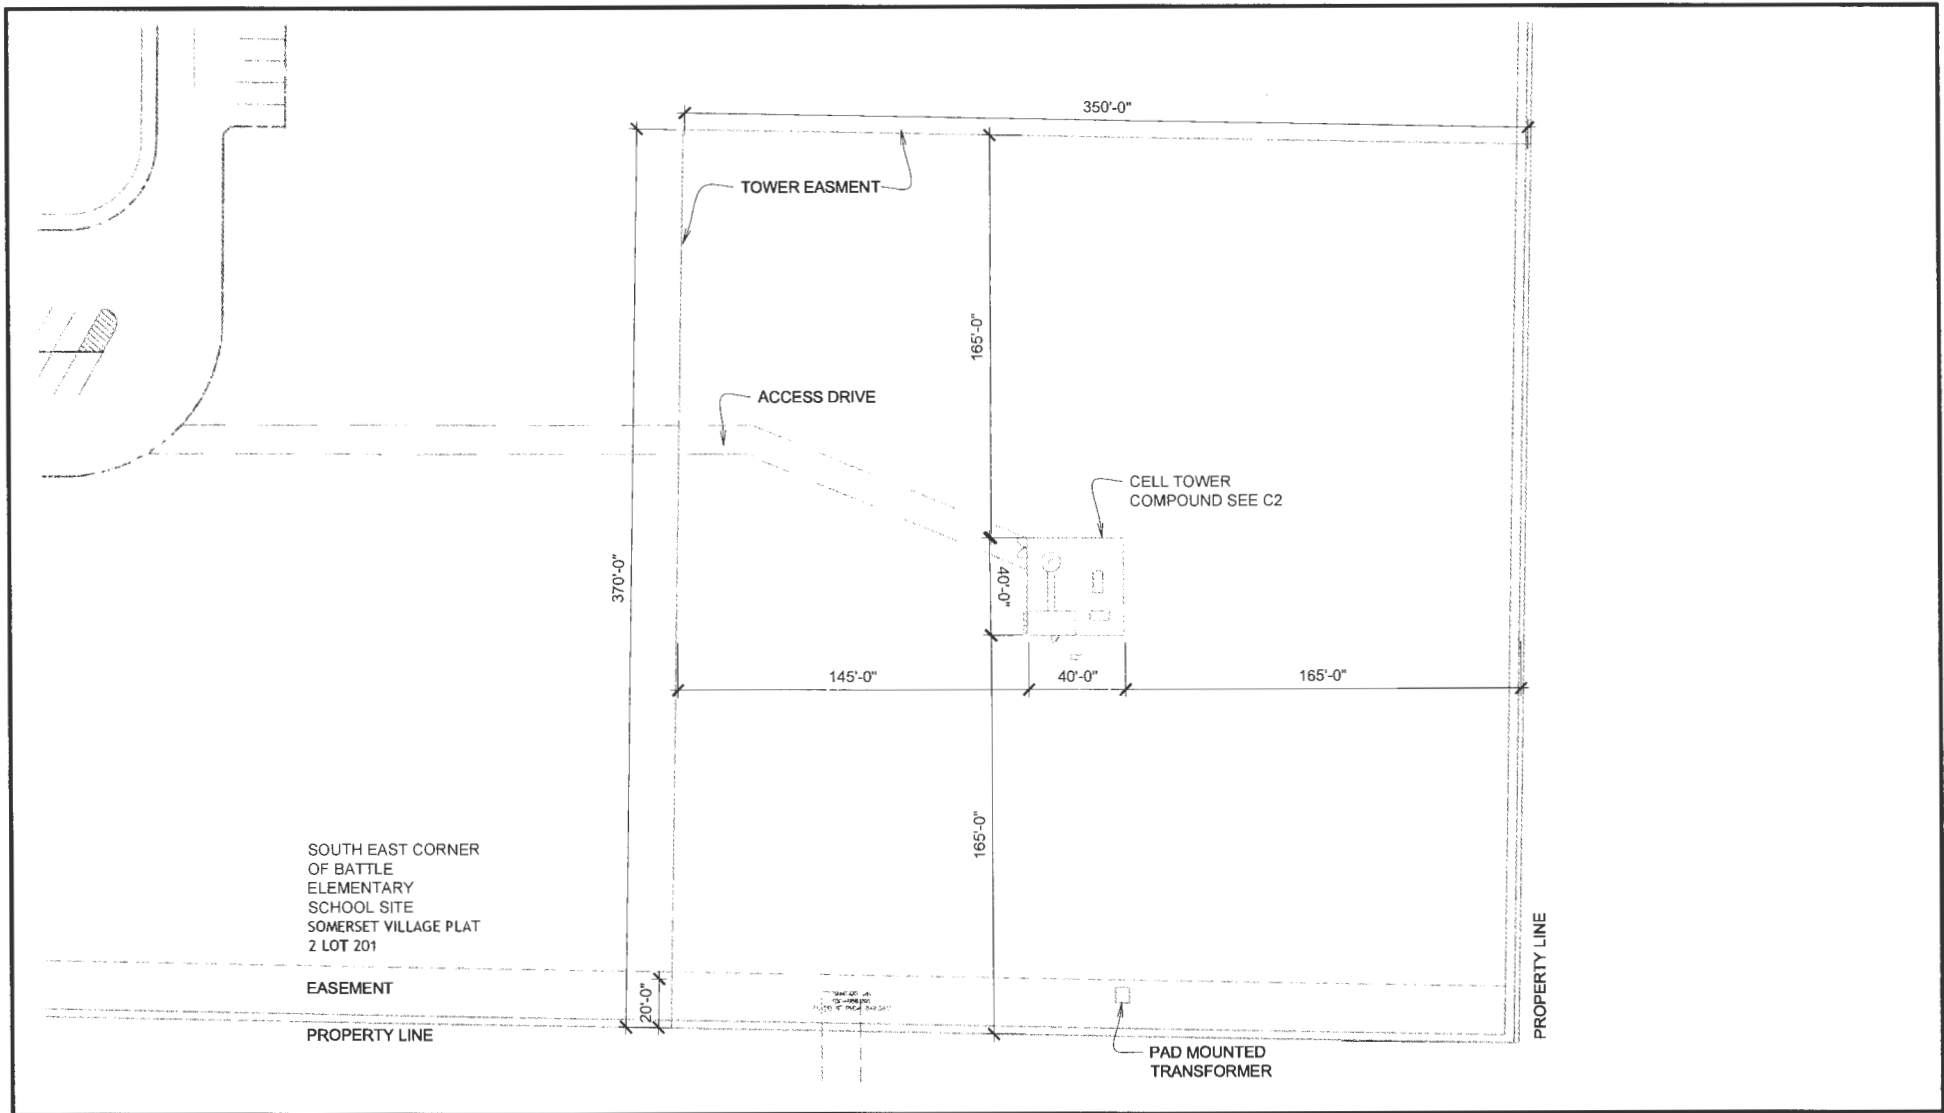 350'-0"
TOWER EASMENT
165'-0"
ACCESS DRIVE
CELL TOWER
COMPOUND SEE C2
370'-0"
40'-0"
145'-0"
40'-0"
165'-0"
165'-0"
SOUTH EAST CORNER
OF BATTLE
ELEMENTARY
SCHOOL SITE
SOMERSET VILLAGE PLAT
2 LOT 201
EASEMENT
20'-0"
PROPERTY LINE
PROPERTY LINE
PAD MOUNTED
TRANSFORMER